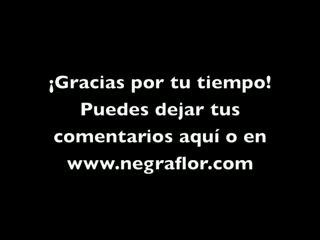 ¡Gracias por tu tiempo!
Puedes dejar tus
comentarios aquí o en
www.negraflor.com